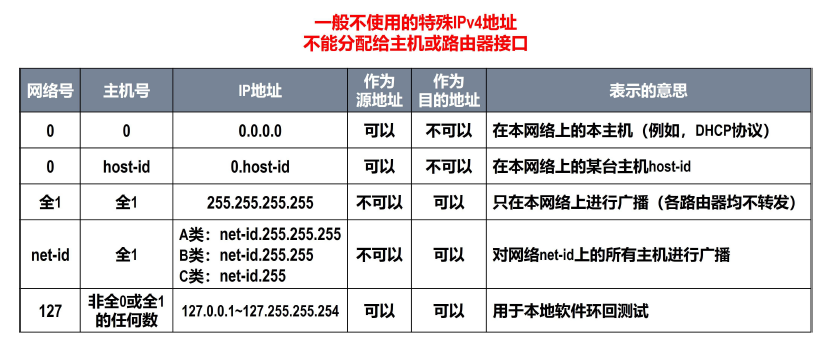 一般不使用的特殊IPv4地址
不能分配给主机或路由器接口
网络号 主机号 IP地址 作为源地址 作为目的地址 表示的意思
0 0 0.0.0.0 可以 不可以 在本网络上的本主机（例如，DHCP协议）
0 host-id 0.host-id 可以 不可以 在本网络上的某台主机host-id
全1 全1 255.255.255.255 不可以 可以 只在本网络上进行广播（各路由器均不转发）
net-id 全1 A类：net-id.255.255.255
B类：net-id.255.255
C类：net-id.255 不可以 可以 对网络net-id上的所有主机进行广播
127 非全0或全1的任何数 127.0.0.1~127.255.255.254 可以 可以 用于本地软件环回测试